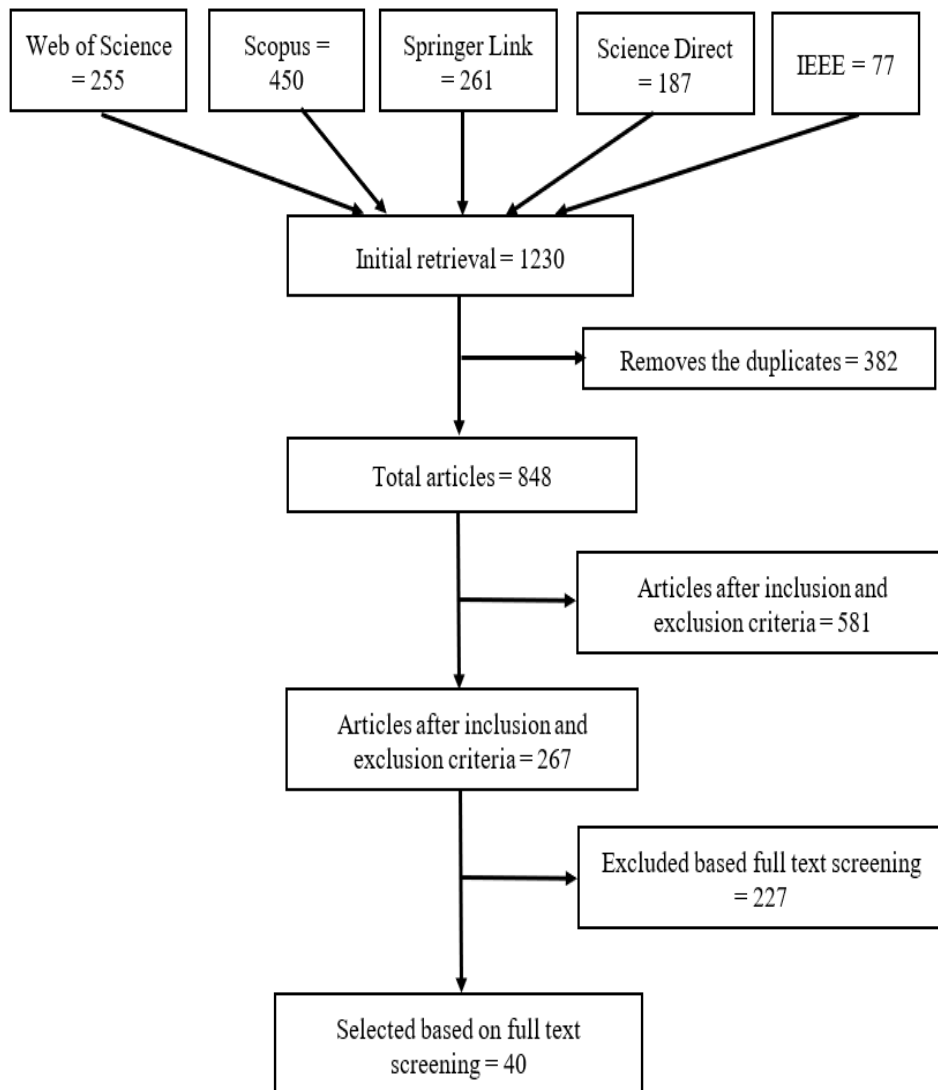 Web of Science
= 255
Scopus =
450
Springer Link
= 261
Science Direct
= 187
IEEE = 77
Initial retrieval = 1230
Removes the duplicates = 382
Total articles = 848
Articles after inclusion and
exclusion criteria = 581
Articles after inclusion and
exclusion criteria = 267
Excluded based full text screening
= 227
Selected based on full text
screening = 40